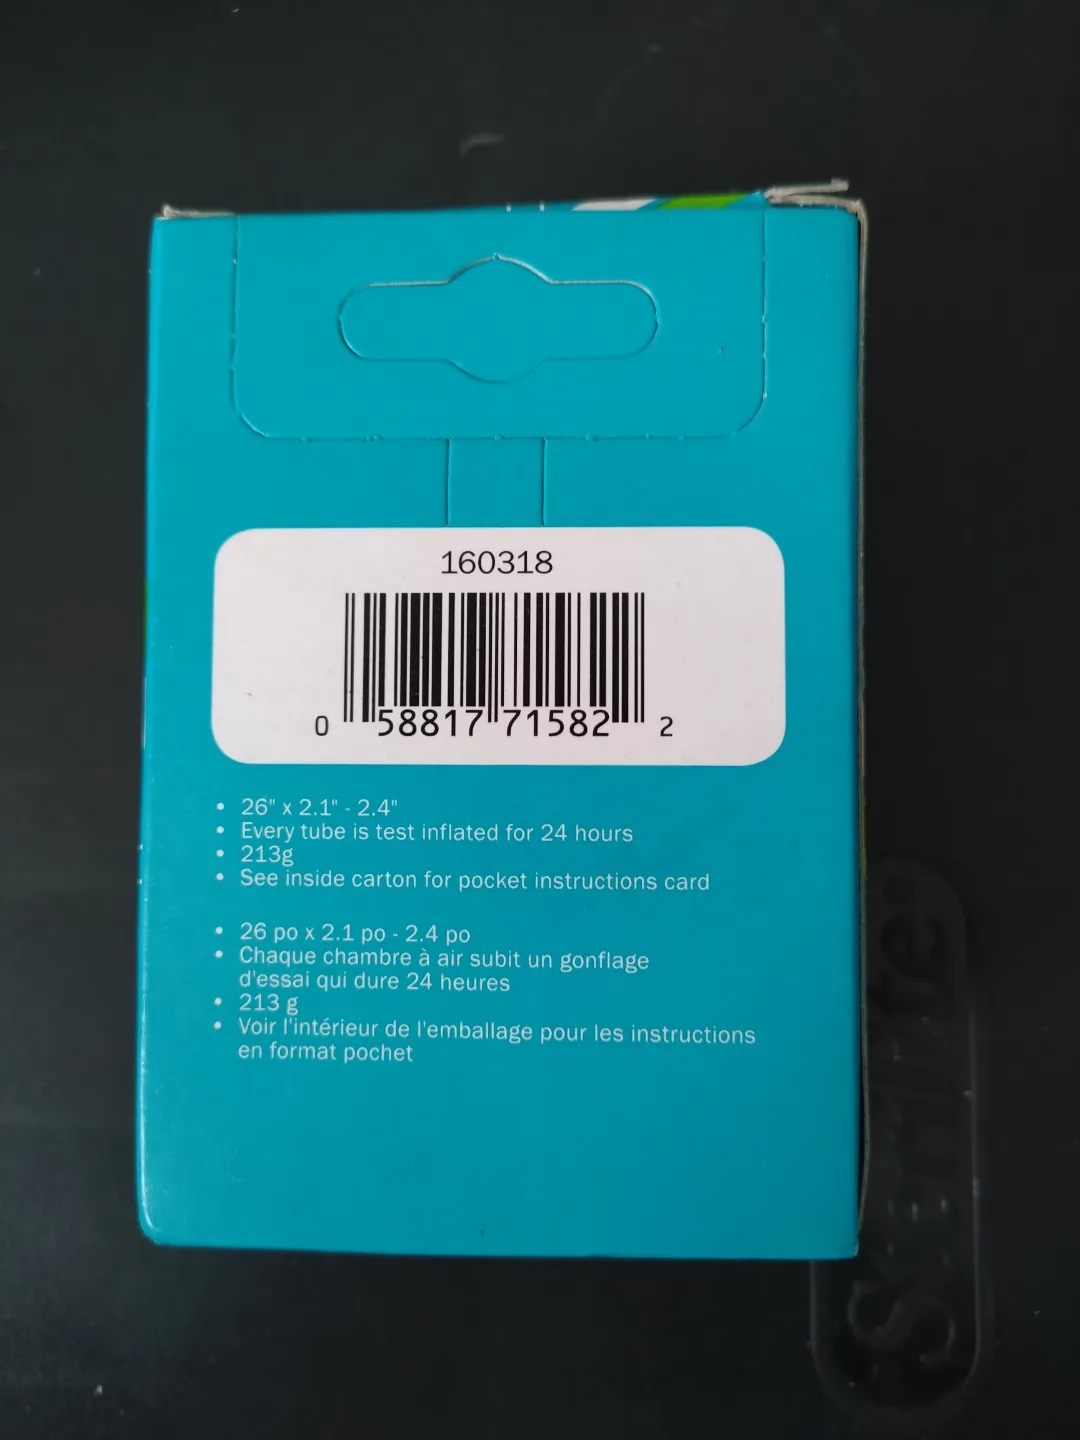 160318
0 58817 71582 2
• 26" x 2.1" - 2.4"
• Every tube is test inflated for 24 hours
• 213g
• See inside carton for pocket instructions card
• 26 po x 2.1 po - 2.4 po
• Chaque chambre à air subit un gonflage
d'essai qui dure 24 heures
• 213 g
• Voir l'intérieur de l'emballage pour les instructions
en format pochet
Sterilite